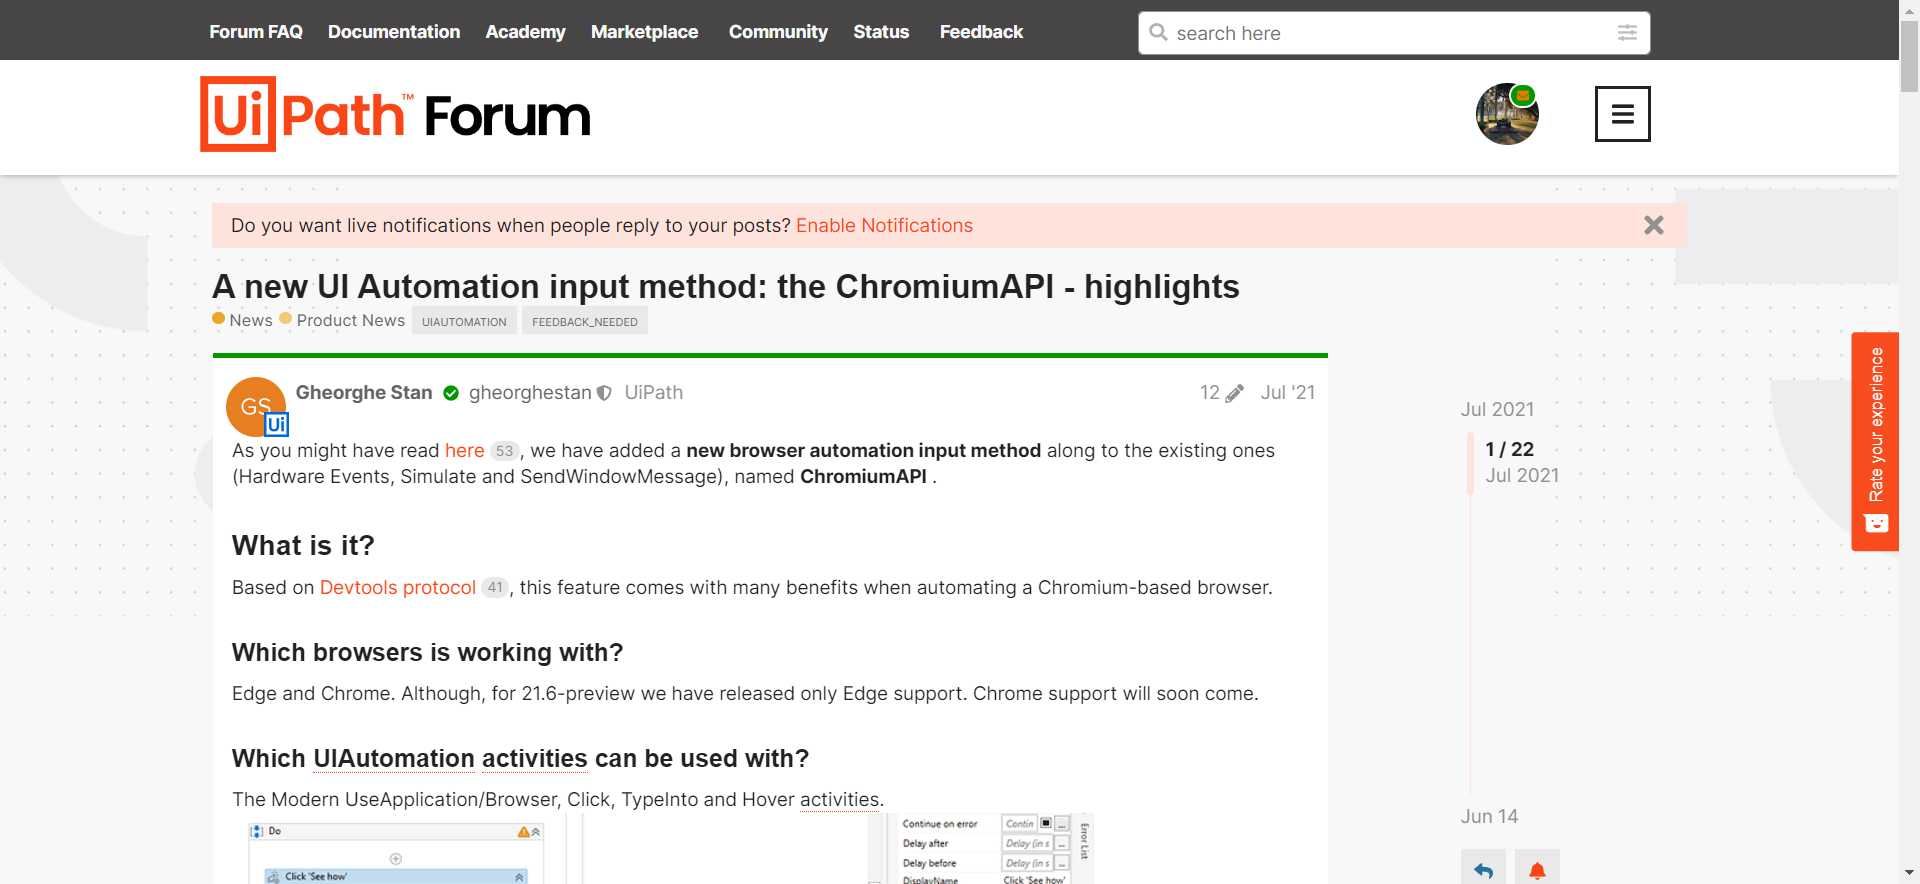 Forum FAQ Documentation Academy Marketplace Community Status Feedback search here
UiPath™ Forum
Do you want live notifications when people reply to your posts? Enable Notifications
A new UI Automation input method: the ChromiumAPI - highlights
News Product News UIAUTOMATION FEEDBACK_NEEDED
GS Ui Gheorghe Stan gheorghestan UiPath 12 Jul '21
As you might have read here 53, we have added a new browser automation input method along to the existing ones
(Hardware Events, Simulate and SendWindowMessage), named ChromiumAPI .
What is it?
Based on Devtools protocol 41, this feature comes with many benefits when automating a Chromium-based browser.
Which browsers is working with?
Edge and Chrome. Although, for 21.6-preview we have released only Edge support. Chrome support will soon come.
Which UIAutomation activities can be used with?
The Modern UseApplication/Browser, Click, TypeInto and Hover activities.
Do
Click 'See how'
Continue on error Contin ...
Delay after Delay (in s ...
Delay before Delay (in s ...
DisplayName Click 'See how'
Error List
Jul 2021
1 / 22
Jul 2021
Jun 14
Rate your experience